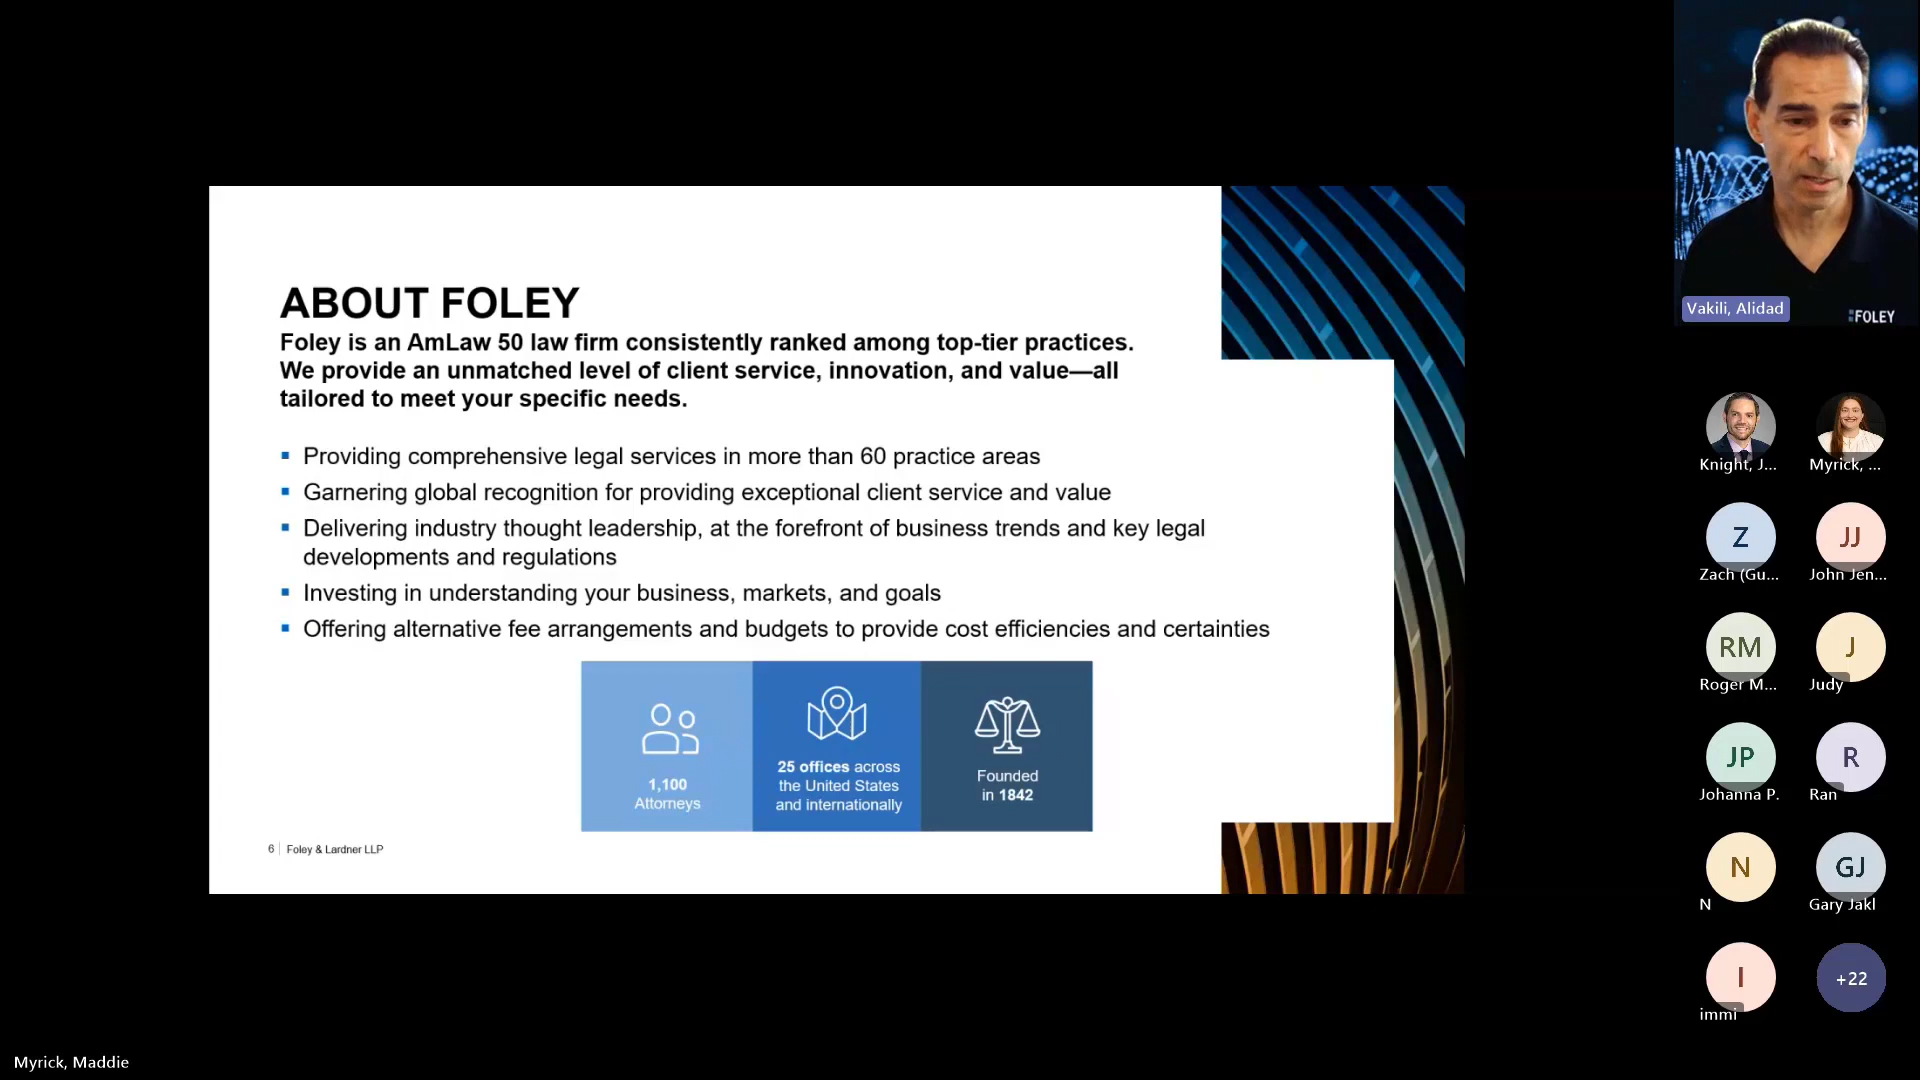 ABOUT FOLEY
Foley is an AmLaw 50 law firm consistently ranked among top-tier practices.
We provide an unmatched level of client service, innovation, and value—all
tailored to meet your specific needs.
Providing comprehensive legal services in more than 60 practice areas
Garnering global recognition for providing exceptional client service and value
Delivering industry thought leadership, at the forefront of business trends and key legal
developments and regulations
Investing in understanding your business, markets, and goals
Offering alternative fee arrangements and budgets to provide cost efficiencies and certainties
1,100
Attorneys
25 offices across
the United States
and internationally
Founded
in 1842
6 Foley & Lardner LLP
Vakili, Alidad
FOLEY
Knight, J...
Myrick, ...
Z
Zach (Gu...
JJ
John Jen...
RM
Roger M...
J
Judy
JP
Johanna P.
R
Ran
N
N
GJ
Gary Jakl
I
immi
+22
Myrick, Maddie